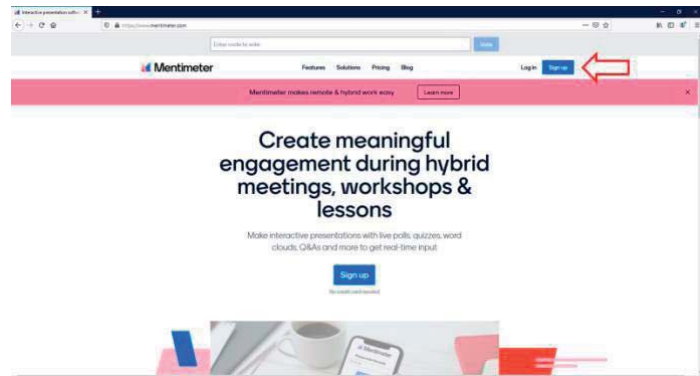 Interactive presentation softw
https://www.mentimeter.com
Enter code to vote
Vote
Mentimeter
Features Solutions Pricing Blog
Log in Sign up
Mentimeter makes remote & hybrid work easy Learn more
Create meaningful
engagement during hybrid
meetings, workshops &
lessons
Make interactive presentations with live polls, quizzes, word
clouds, Q&As and more to get real-time input
Sign up
No credit card needed
Mentimeter